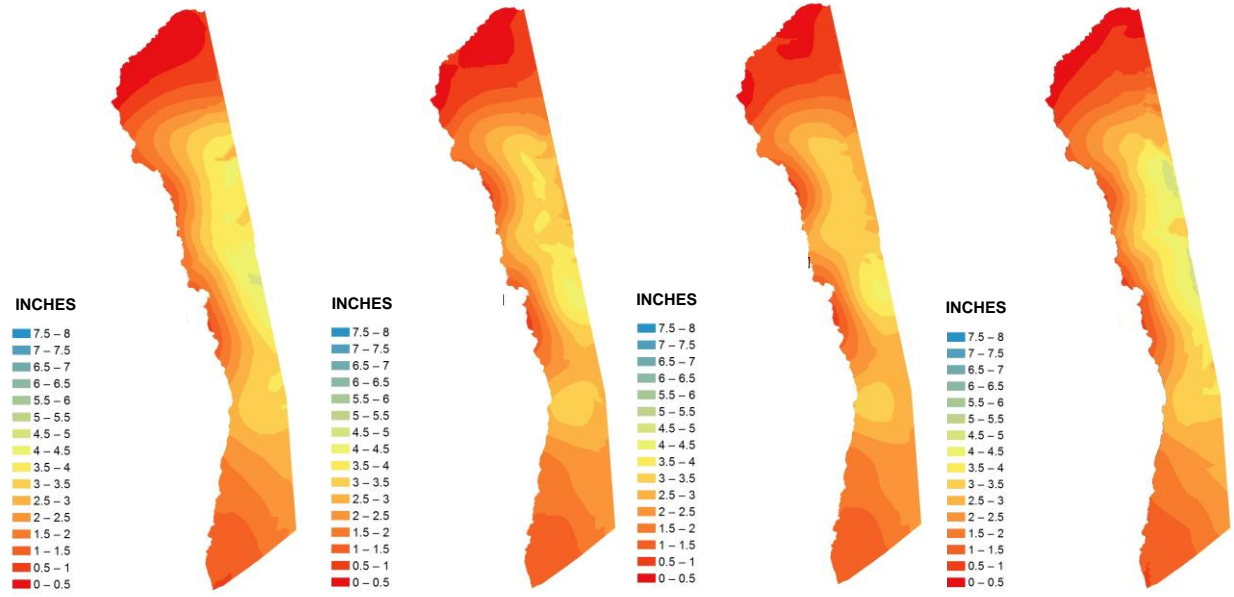 INCHES
7.5 – 8
7 – 7.5
6.5 – 7
6 – 6.5
5.5 – 6
5 – 5.5
4.5 – 5
4 – 4.5
3.5 – 4
3 – 3.5
2.5 – 3
2 – 2.5
1.5 – 2
1 – 1.5
0.5 – 1
0 – 0.5
INCHES
7.5 – 8
7 – 7.5
6.5 – 7
6 – 6.5
5.5 – 6
5 – 5.5
4.5 – 5
4 – 4.5
3.5 – 4
3 – 3.5
2.5 – 3
2 – 2.5
1.5 – 2
1 – 1.5
0.5 – 1
0 – 0.5
INCHES
7.5 – 8
7 – 7.5
6.5 – 7
6 – 6.5
5.5 – 6
5 – 5.5
4.5 – 5
4 – 4.5
3.5 – 4
3 – 3.5
2.5 – 3
2 – 2.5
1.5 – 2
1 – 1.5
0.5 – 1
0 – 0.5
INCHES
7.5 – 8
7 – 7.5
6.5 – 7
6 – 6.5
5.5 – 6
5 – 5.5
4.5 – 5
4 – 4.5
3.5 – 4
3 – 3.5
2.5 – 3
2 – 2.5
1.5 – 2
1 – 1.5
0.5 – 1
0 – 0.5